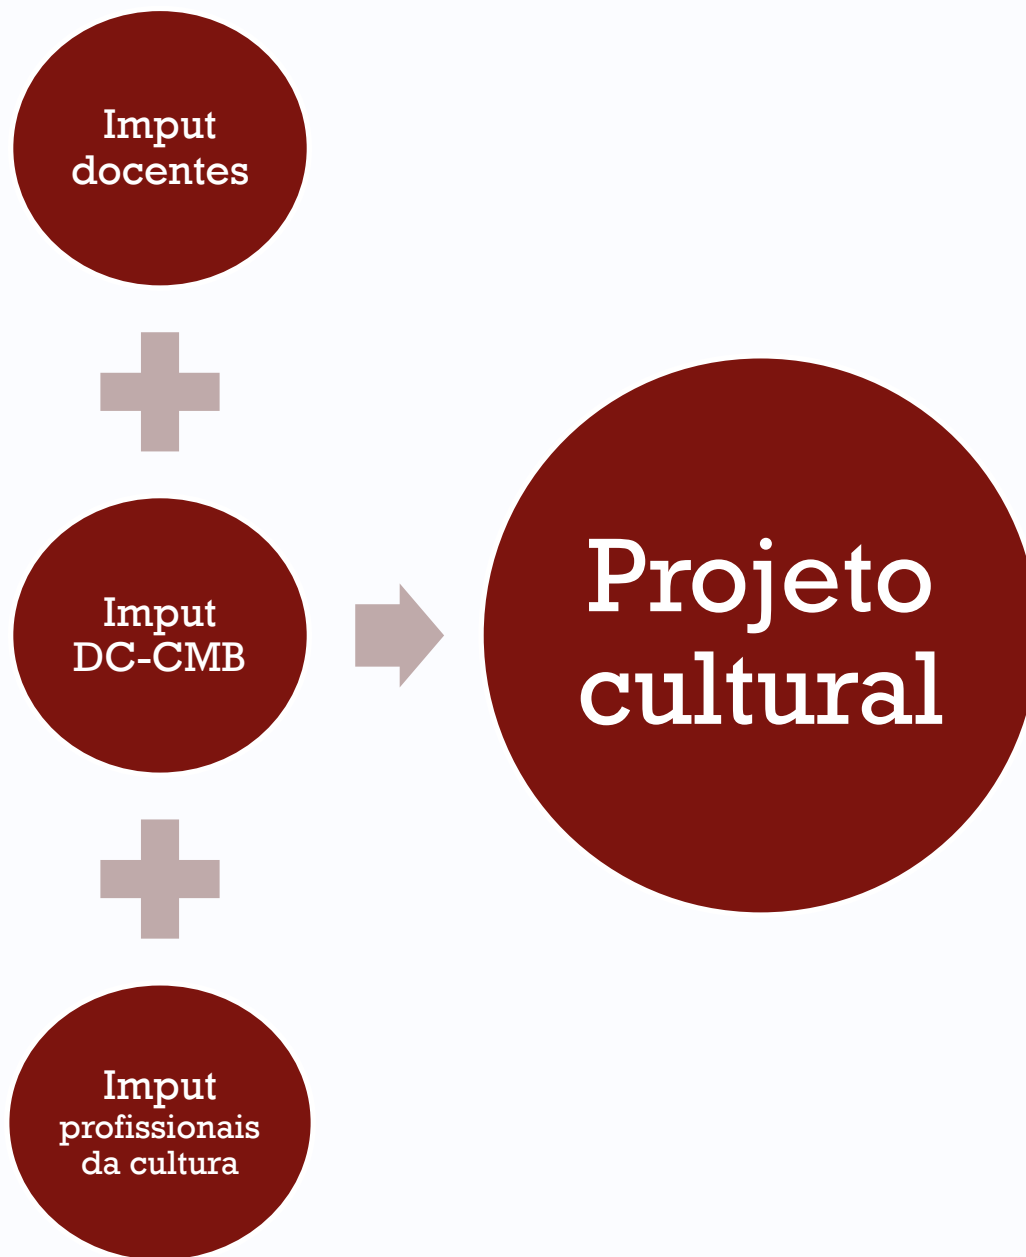 Imput
docentes
Imput
DC-CMB
Imput
profissionais
da cultura
Projeto
cultural